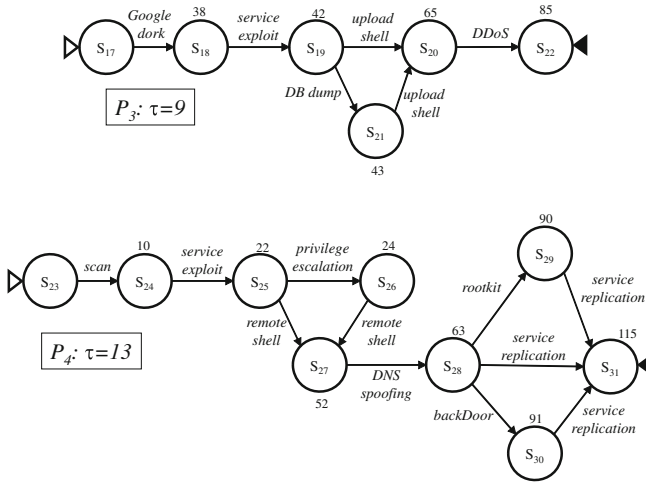 Google
dork
38
service
exploit
42
upload
shell
65
DDoS
85
S17
S18
S19
S20
S22
DB dump
upload
shell
P3: τ=9
S21
43
10
service
exploit
22
privilege
escalation
24
90
S29
scan
S23
S24
S25
S26
rootkit
service
replication
remote
shell
remote
shell
63
service
replication
115
P4: τ=13
S27
S28
S31
52
DNS
spoofing
backDoor
91
service
replication
S30